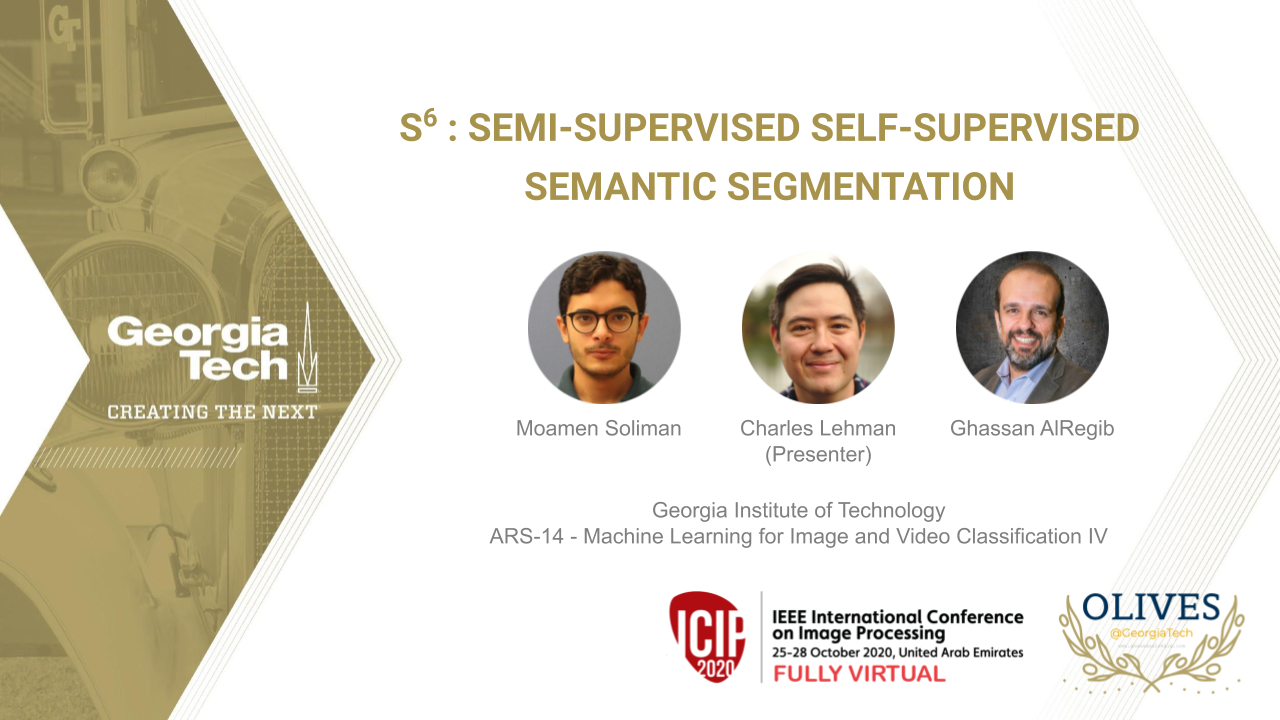 GT
S⁶ : SEMI-SUPERVISED SELF-SUPERVISED
SEMANTIC SEGMENTATION
Georgia
Tech
CREATING THE NEXT
Moamen Soliman
Charles Lehman
(Presenter)
Ghassan AlRegib
Georgia Institute of Technology
ARS-14 - Machine Learning for Image and Video Classification IV
ICIP
2020
IEEE International Conference
on Image Processing
25-28 October 2020, United Arab Emirates
FULLY VIRTUAL
OLIVES
@GeorgiaTech